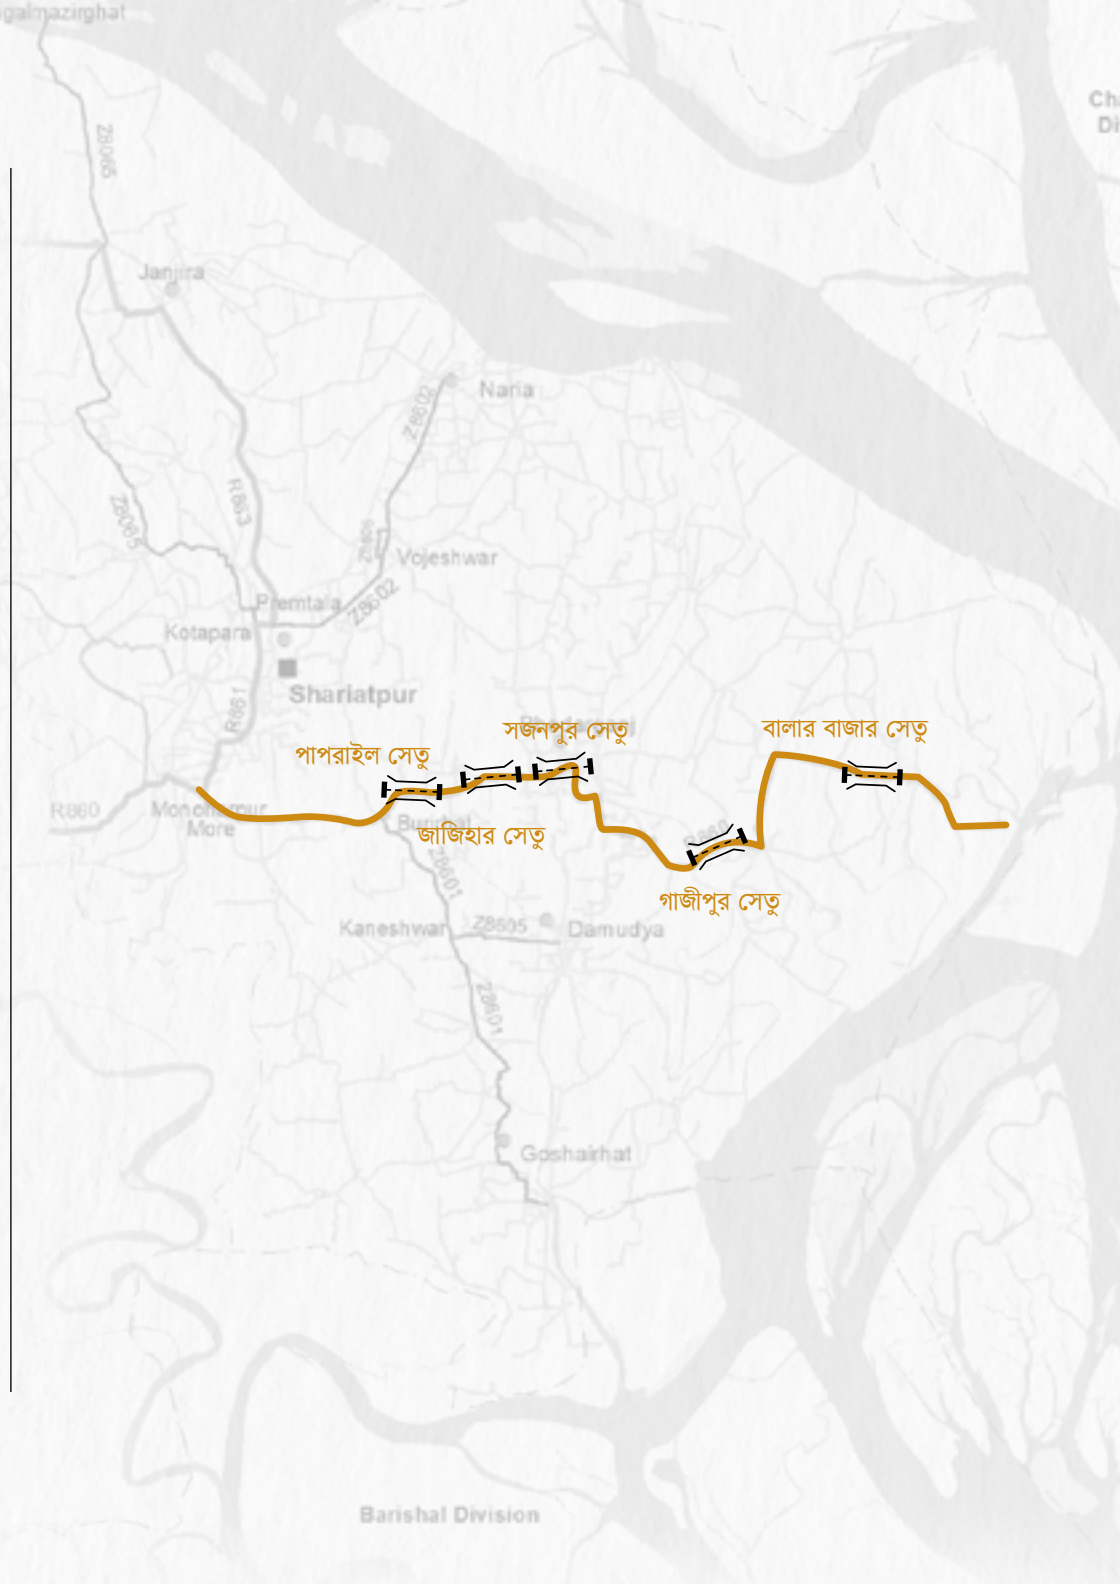 Janjira
Z8065
Naria
Z8602
R863
Z8065
Vojeshwar
Premtala
Z8602
Kotapara
Shariatpur
R861
সজনপুর সেতু
বালার বাজার সেতু
পাপরাইল সেতু
R860
Monoharpur
More
জাজিহার সেতু
Z8601
গাজীপুর সেতু
Kaneshwar
Z8605
Damudya
Z8601
Goshairhat
Barishal Division